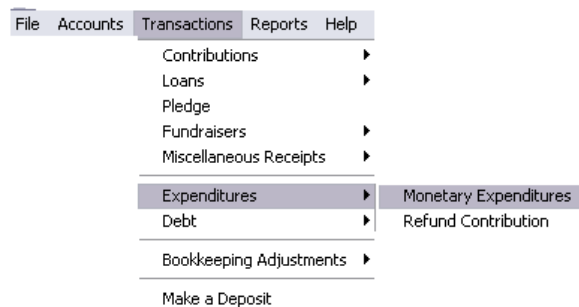 File Accounts Transactions Reports Help
Contributions
Loans
Pledge
Fundraisers
Miscellaneous Receipts
Expenditures Monetary Expenditures
Debt Refund Contribution
Bookkeeping Adjustments
Make a Deposit